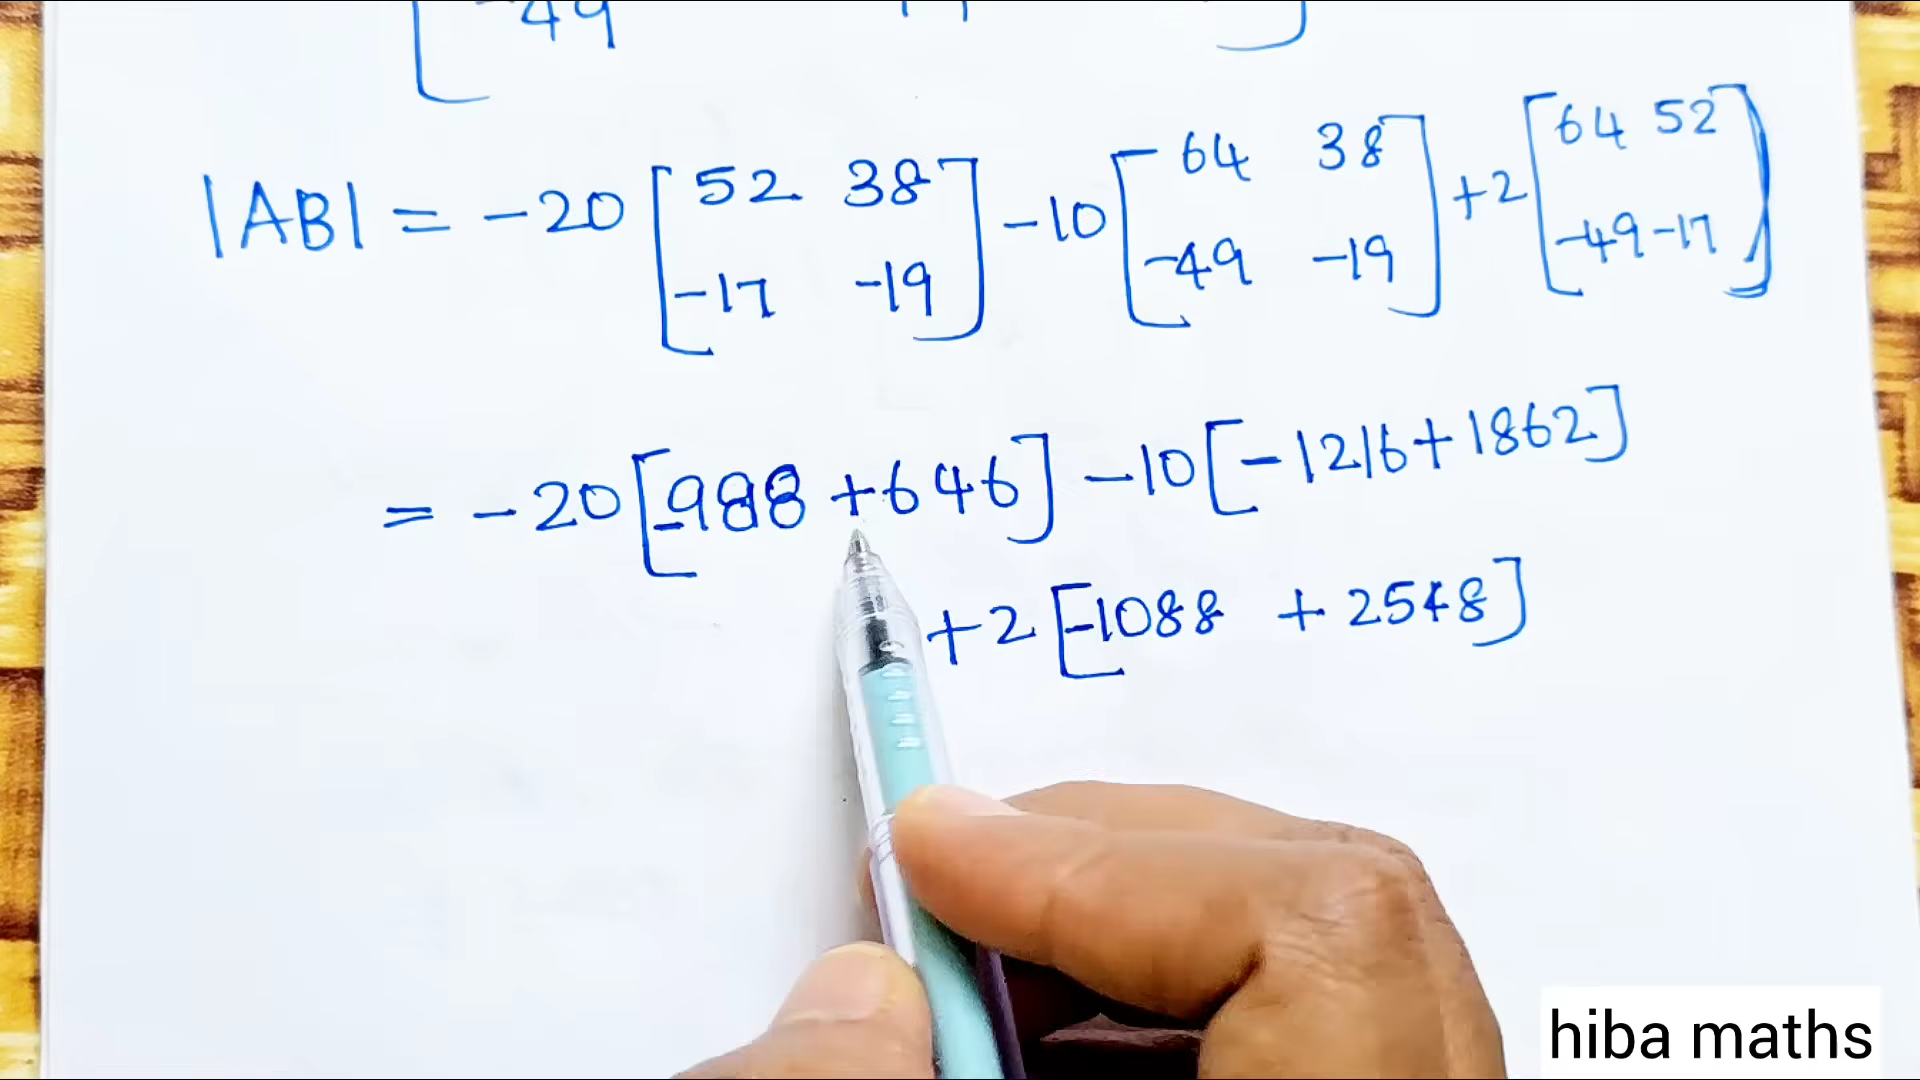 -49
|AB| = -20 [52 38 -10 [64 38 +2 [64 52
-17 -19] -49 -19] -49 -17]
= -20 [-988 +646] -10 [-1216+1862]
+2 [-1088 +2548]
hiba maths